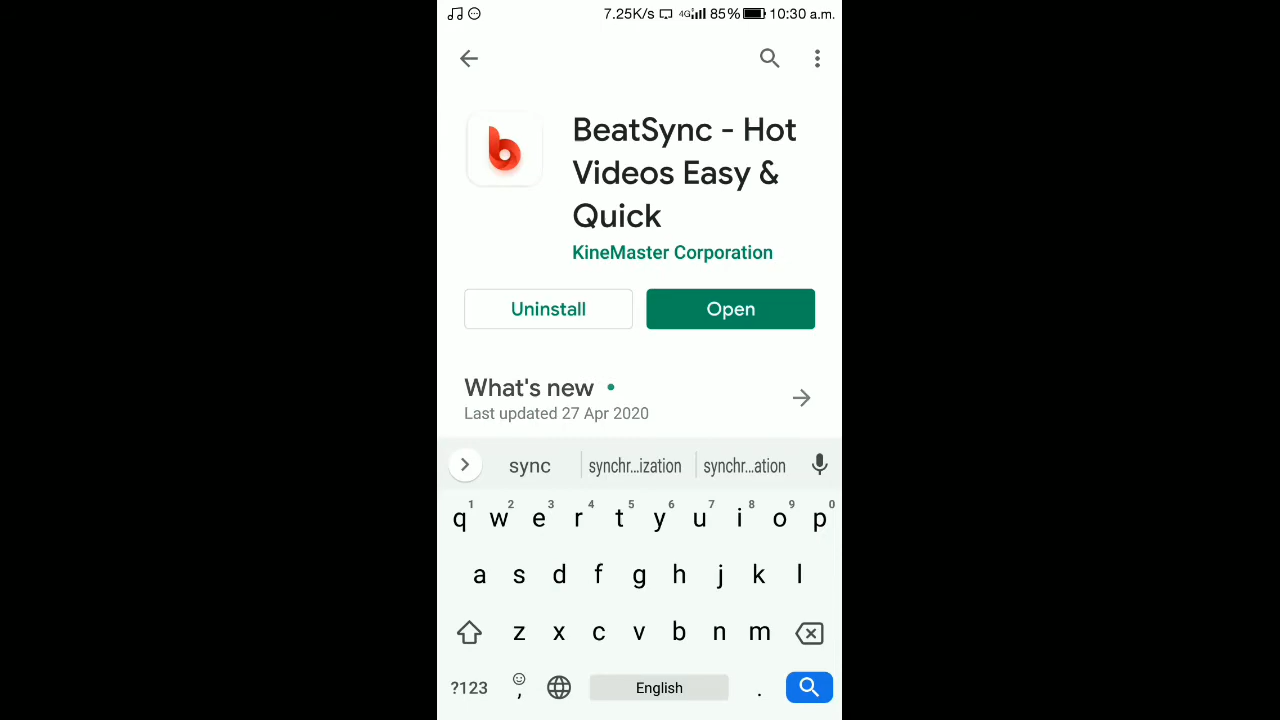 7.25K/s 4G 85% 10:30 a.m.
BeatSync - Hot
Videos Easy &
Quick
KineMaster Corporation
Uninstall Open
What's new
Last updated 27 Apr 2020
sync synchr...ization synchr...ation
1 2 3 4 5 6 7 8 9 0
q w e r t y u i o p
a s d f g h j k l
z x c v b n m
?123 , English .